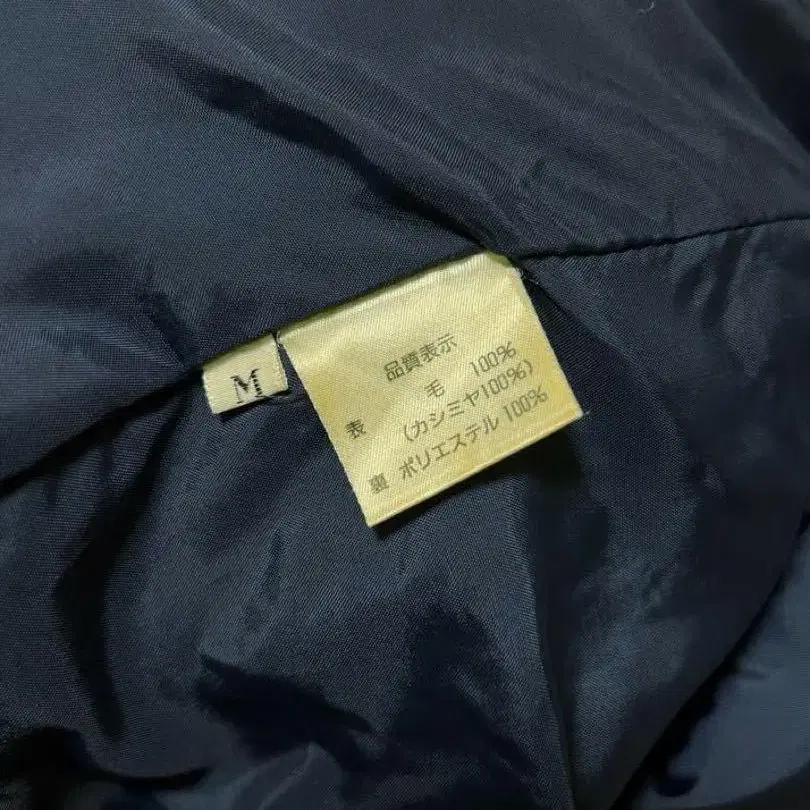 M
品質表示
表 毛 100%
(カシミヤ100%)
裏 ポリエステル 100%